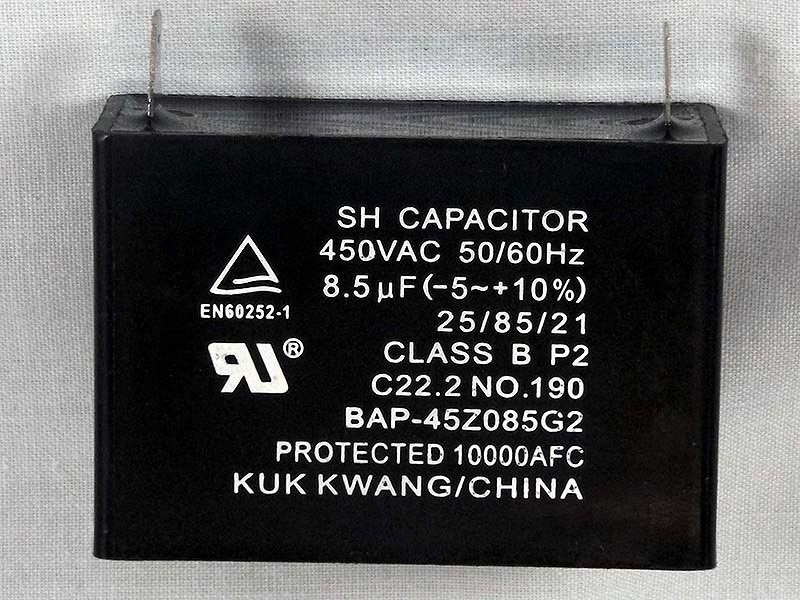 SH CAPACITOR
450VAC 50/60Hz
8.5μF(-5~+10%)
EN60252-1
25/85/21
RU®
CLASS B P2
C22.2 NO.190
BAP-45Z085G2
PROTECTED 10000AFC
KUK KWANG/CHINA